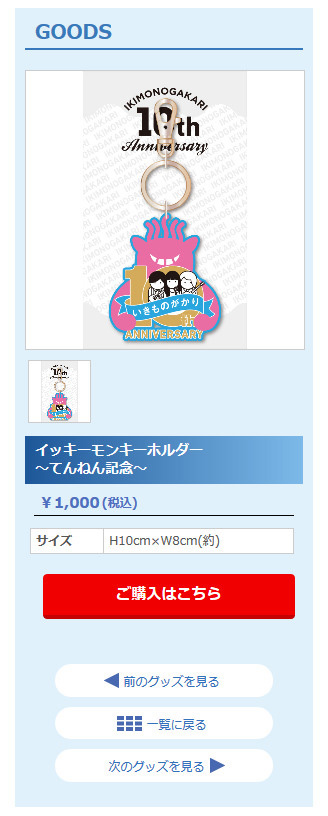 GOODS
IKIMONOGAKARI
10th
Anniversary
10
いきものがかり
ANNIVERSARY
イッキーモンキーホルダー
～てんねん記念～
￥1,000(税込)
サイズ H10cm×W8cm(約)
ご購入はこちら
前のグッズを見る
一覧に戻る
次のグッズを見る